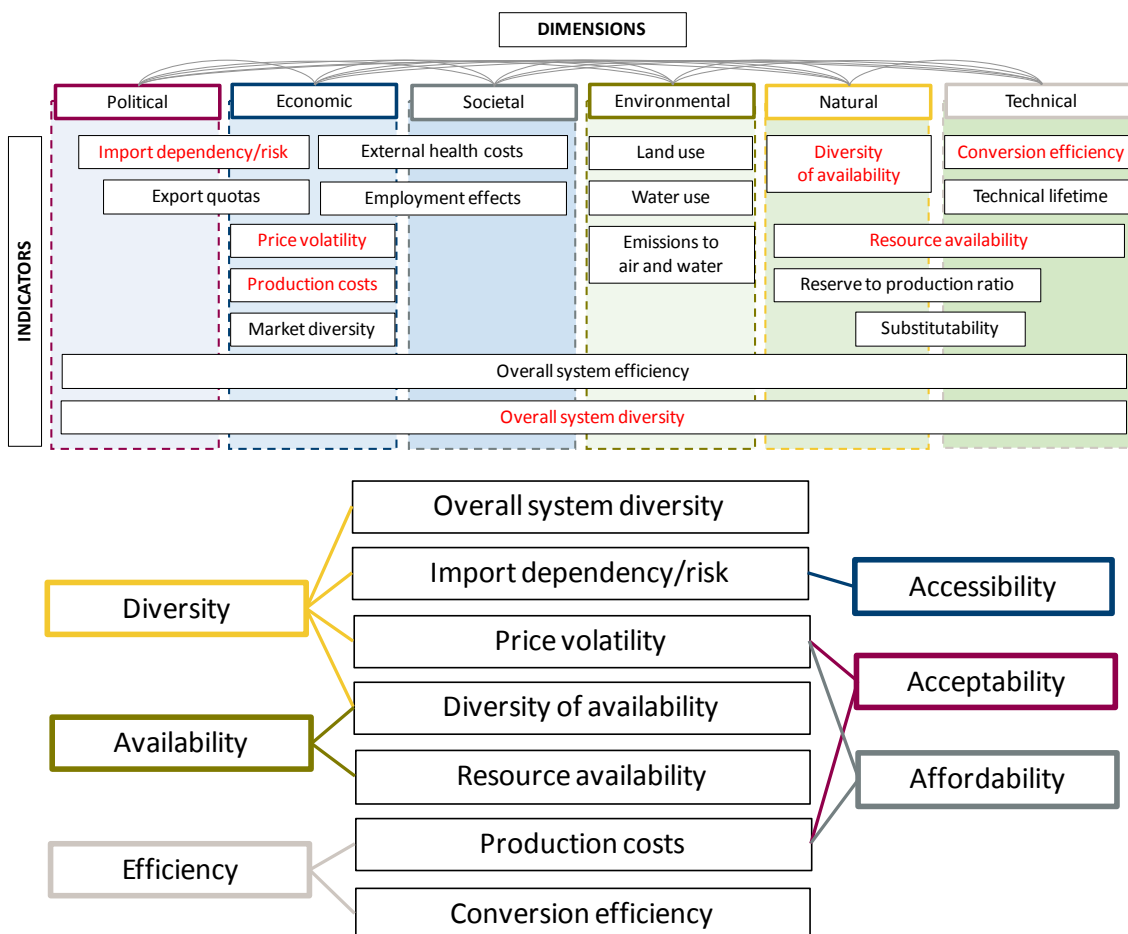 DIMENSIONS
Political
Economic
Societal
Environmental
Natural
Technical
INDICATORS
Import dependency/risk
External health costs
Land use
Diversity
of availability
Conversion efficiency
Export quotas
Employment effects
Water use
Technical lifetime
Price volatility
Emissions to
air and water
Resource availability
Production costs
Reserve to production ratio
Market diversity
Substitutability
Overall system efficiency
Overall system diversity
Overall system diversity
Import dependency/risk
Accessibility
Diversity
Price volatility
Acceptability
Diversity of availability
Availability
Resource availability
Affordability
Production costs
Efficiency
Conversion efficiency